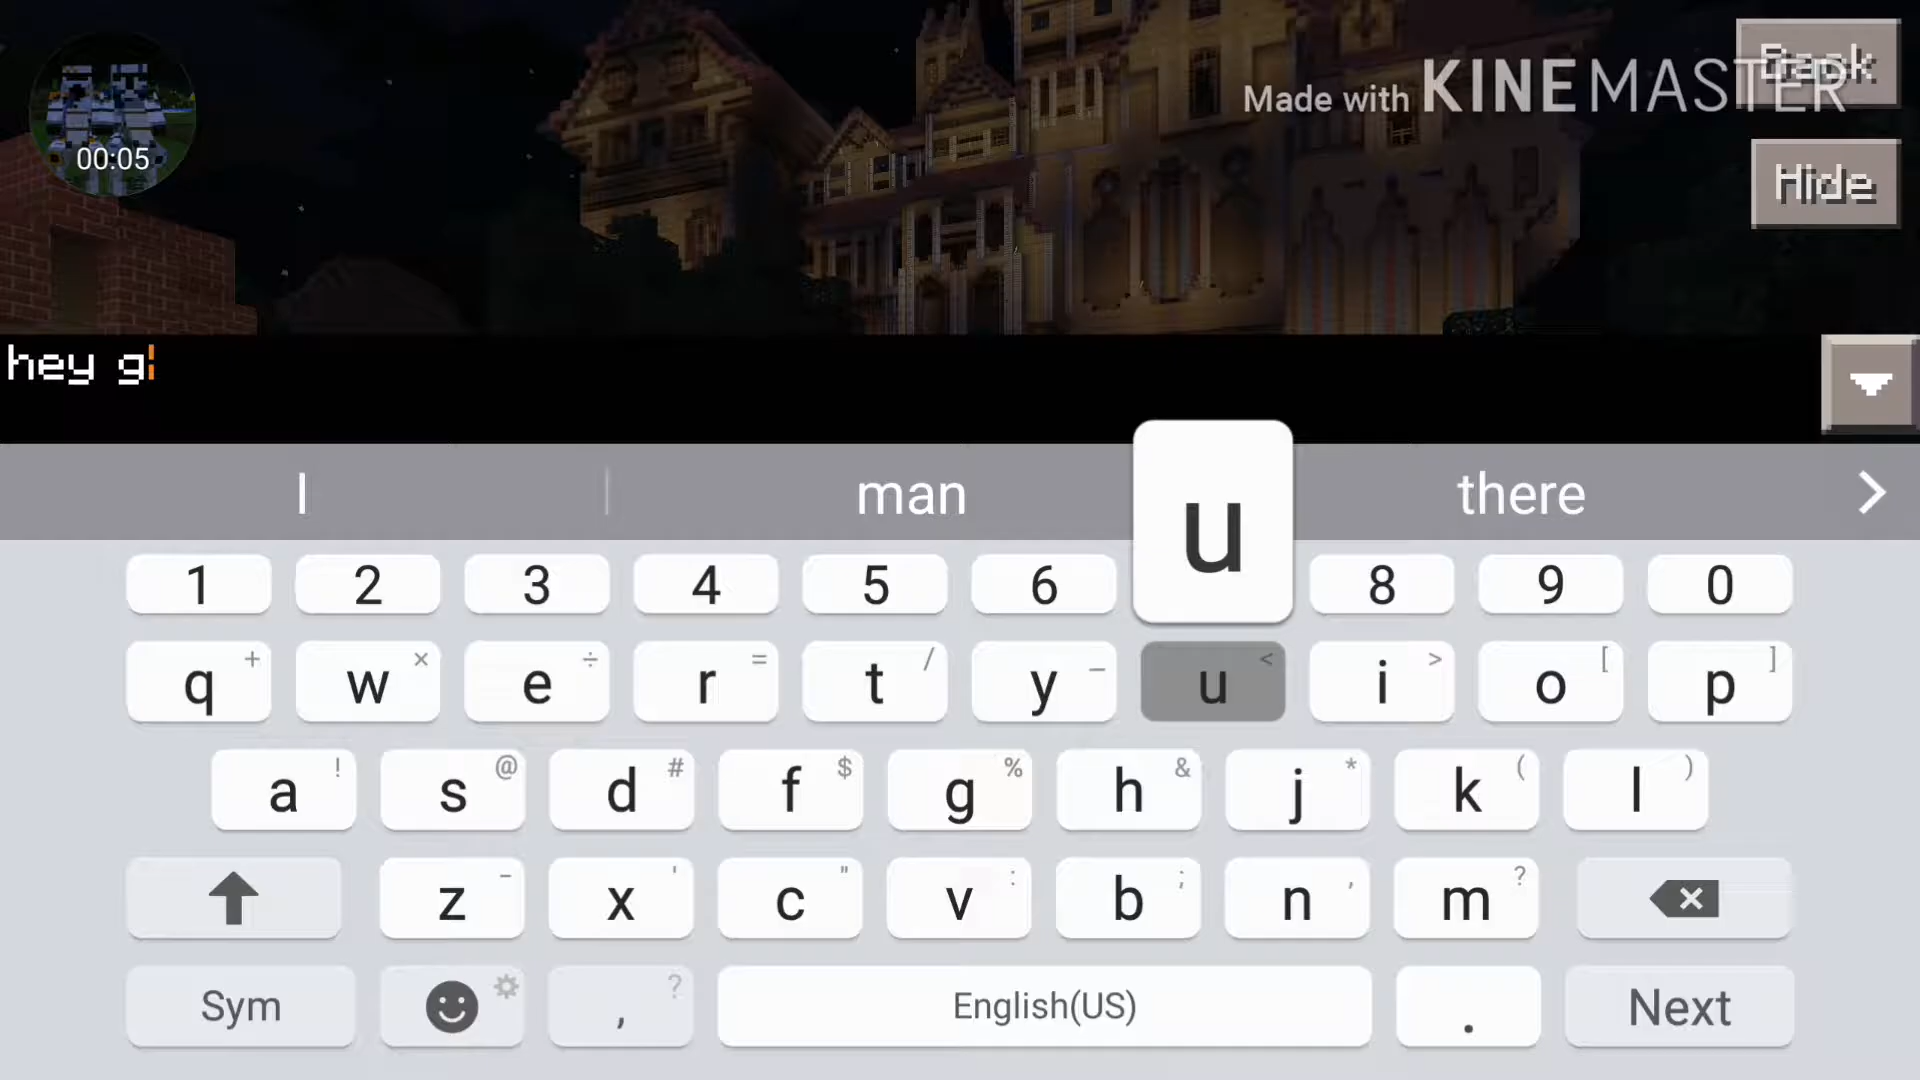 Back
Made with KINEMASTER
00:05
Hide
hey g
I man there
u
1 2 3 4 5 6 8 9 0
q + w × e ÷ r = t / y _ u < i > o [ p ]
a ! s @ d # f $ g % h & j * k ( l )
z - x ' c " v : b ; n , m ?
Sym , ? English(US) . Next